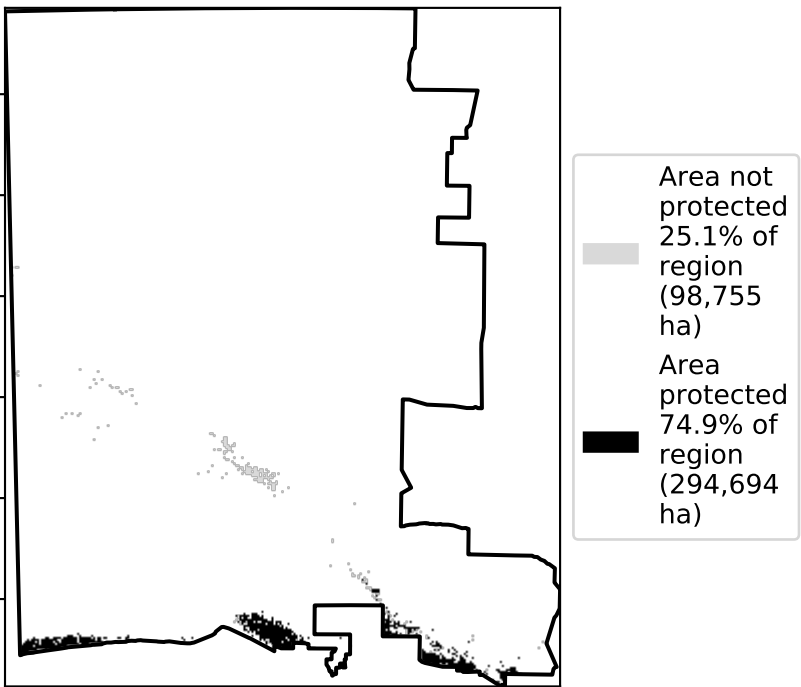 Area not
protected
25.1% of
region
(98,755
ha)
Area
protected
74.9% of
region
(294,694
ha)